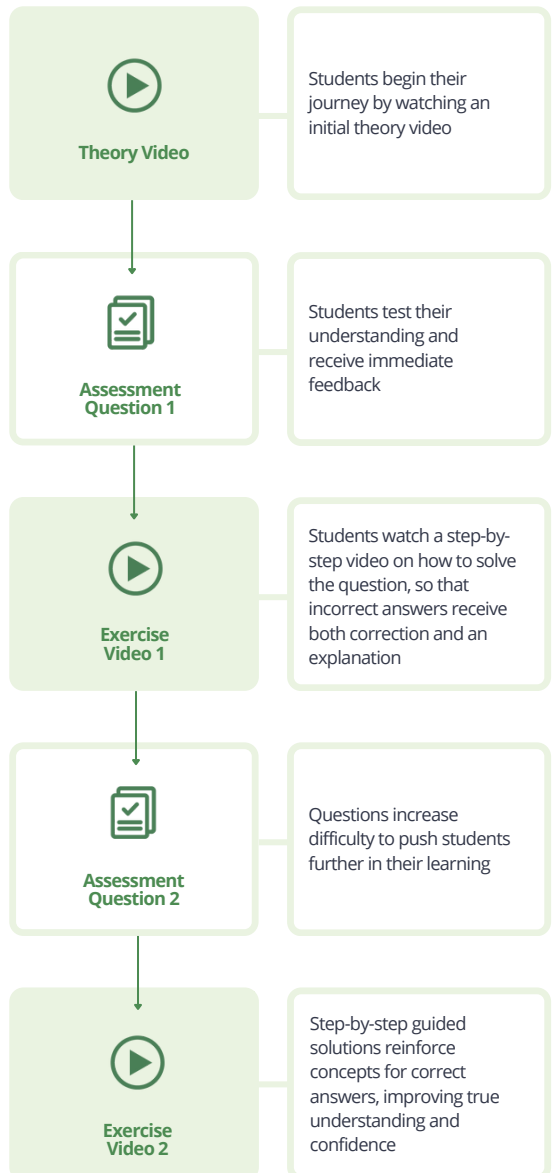 Theory Video
Students begin their
journey by watching an
initial theory video
Assessment
Question 1
Students test their
understanding and
receive immediate
feedback
Exercise
Video 1
Students watch a step-by-
step video on how to solve
the question, so that
incorrect answers receive
both correction and an
explanation
Assessment
Question 2
Questions increase
difficulty to push students
further in their learning
Exercise
Video 2
Step-by-step guided
solutions reinforce
concepts for correct
answers, improving true
understanding and
confidence